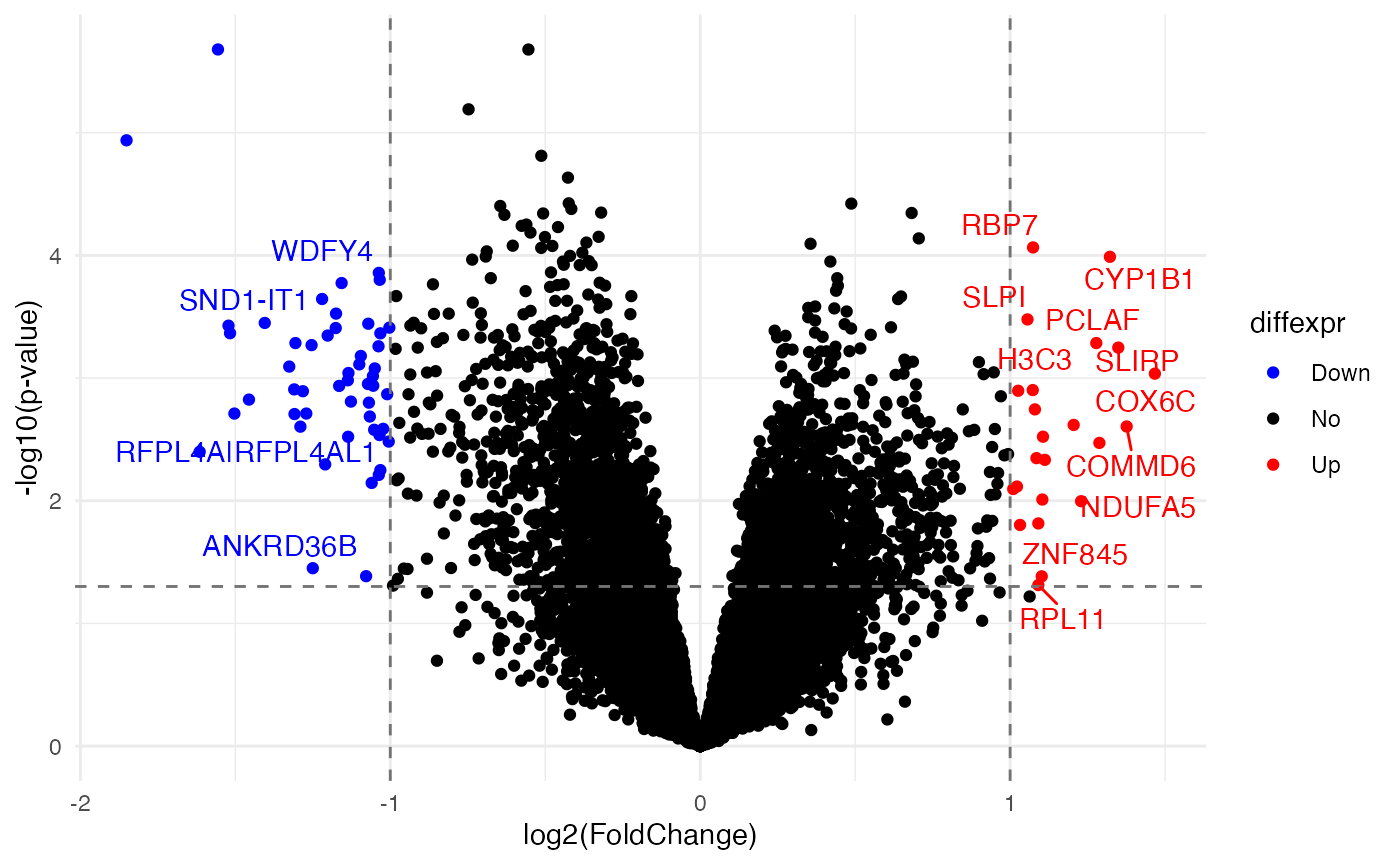 -log10(p-value)
4
2
0
-2
-1
0
1
log2(FoldChange)
WDFY4
SND1-IT1
RFPL4AlRFPL4AL1
ANKRD36B
RBP7
CYP1B1
SLPI
PCLAF
H3C3
SLIRP
COX6C
COMMD6
NDUFA5
ZNF845
RPL11
diffexpr
Down
No
Up